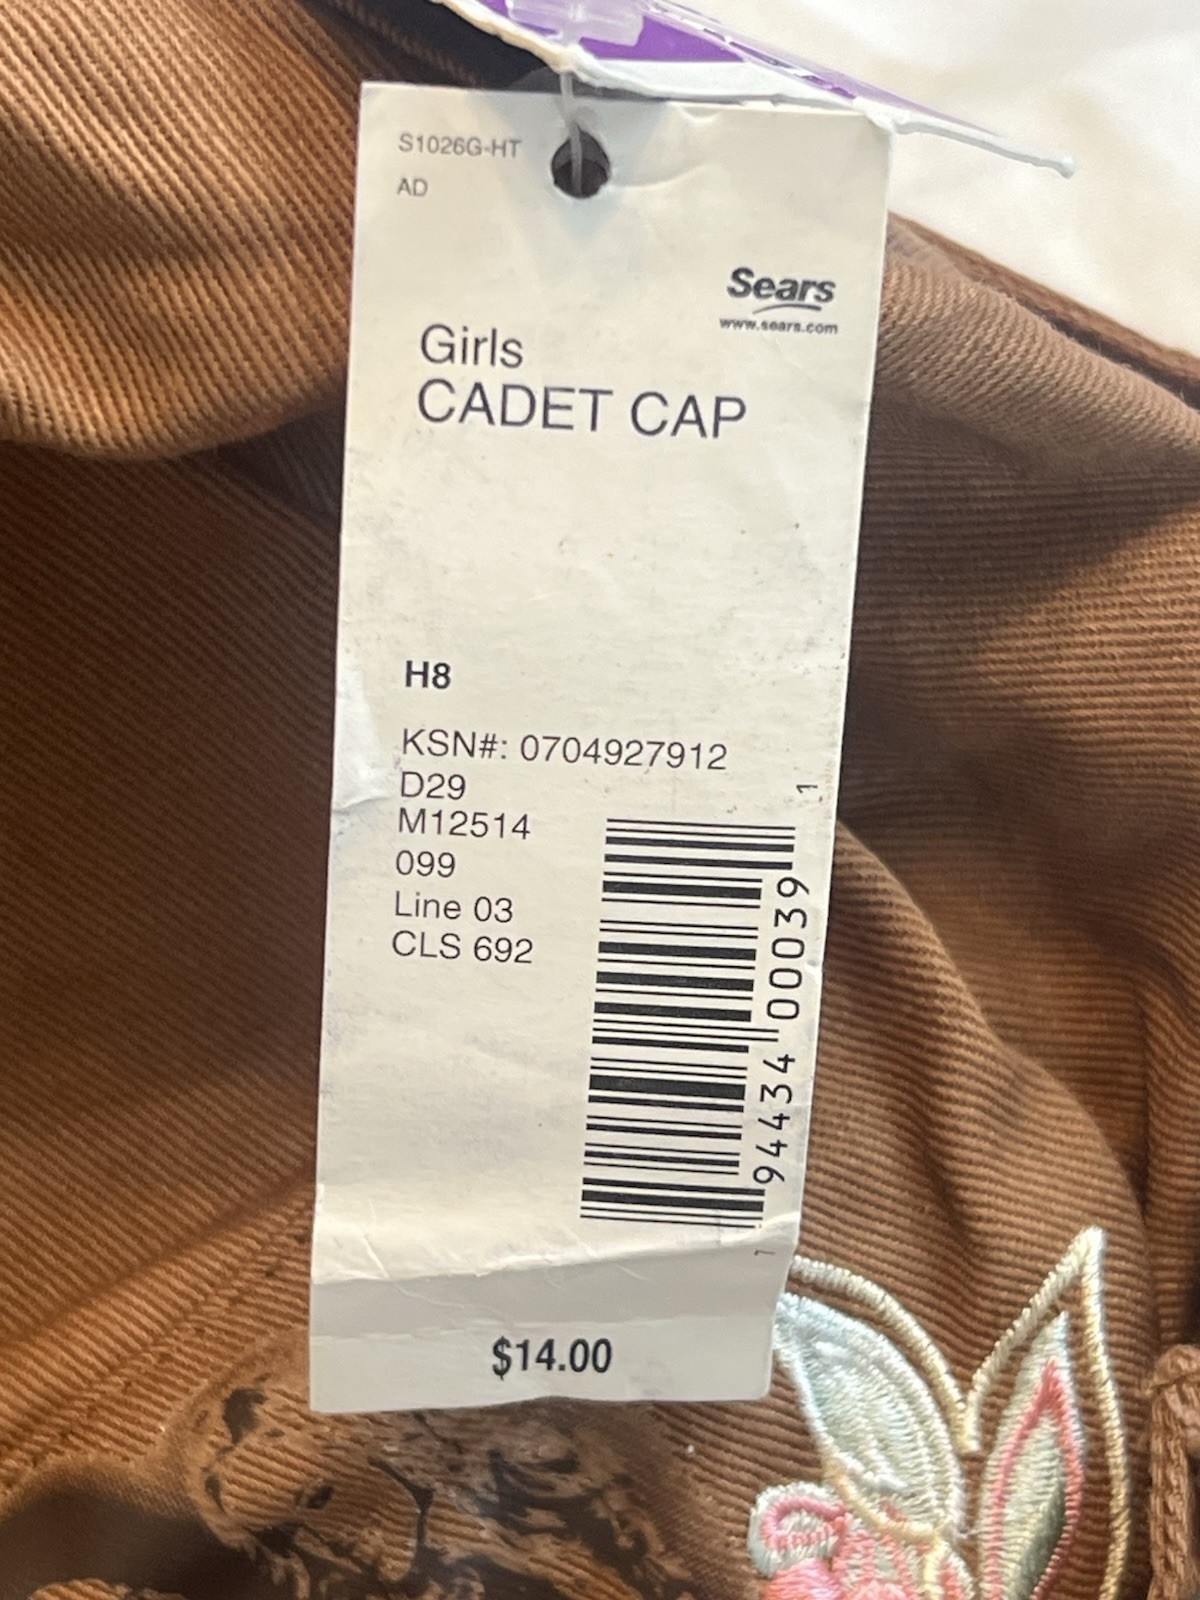 S1026G-HT
AD
Sears
www.sears.com
Girls
CADET CAP
H8
KSN#: 0704927912
D29
M12514
099
Line 03
CLS 692
1 94434 00039 1
$14.00